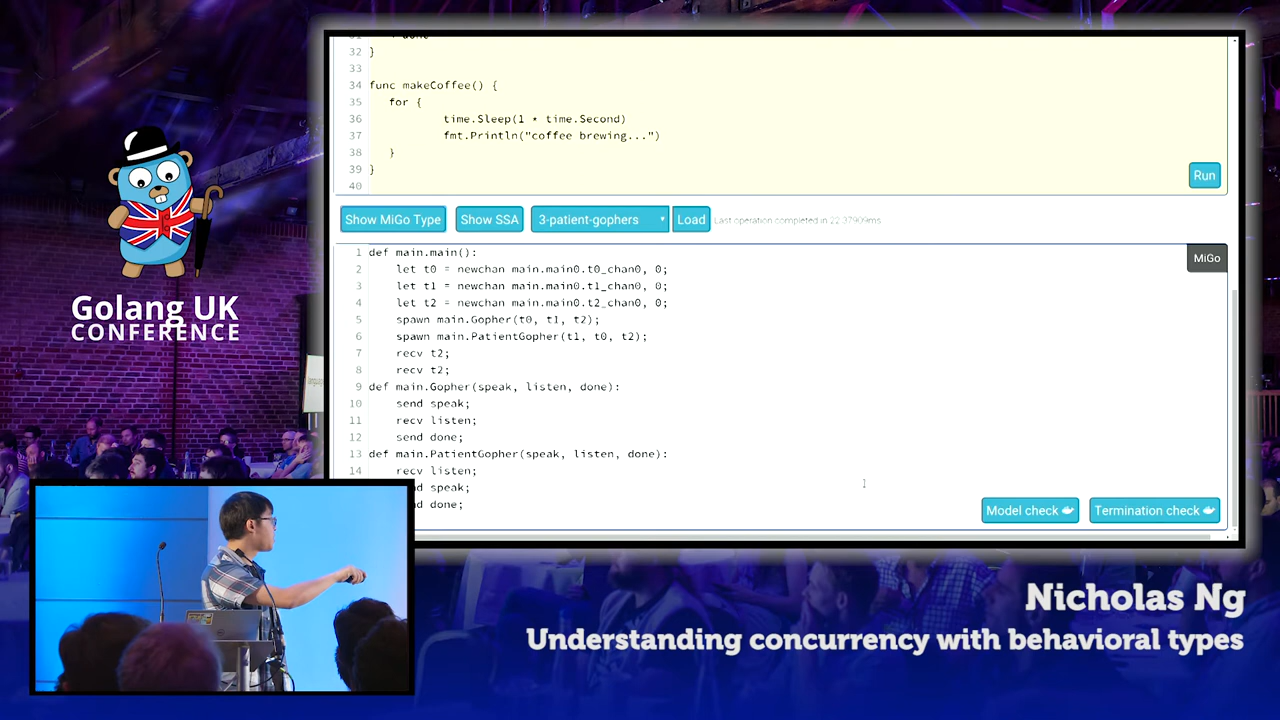 32 }
33
34 func makeCoffee() {
35 for {
36 time.Sleep(1 * time.Second)
37 fmt.Println("coffee brewing...")
38 }
39 }
40
Run
Show MiGo Type Show SSA 3-patient-gophers Load Last operation completed in 22.37909ms
MiGo
1 def main.main():
2 let t0 = newchan main.main0.t0_chan0, 0;
3 let t1 = newchan main.main0.t1_chan0, 0;
4 let t2 = newchan main.main0.t2_chan0, 0;
5 spawn main.Gopher(t0, t1, t2);
6 spawn main.PatientGopher(t1, t0, t2);
7 recv t2;
8 recv t2;
9 def main.Gopher(speak, listen, done):
10 send speak;
11 recv listen;
12 send done;
13 def main.PatientGopher(speak, listen, done):
14 recv listen;
speak;
done;
Model check Termination check
Golang UK
CONFERENCE
Nicholas Ng
Understanding concurrency with behavioral types